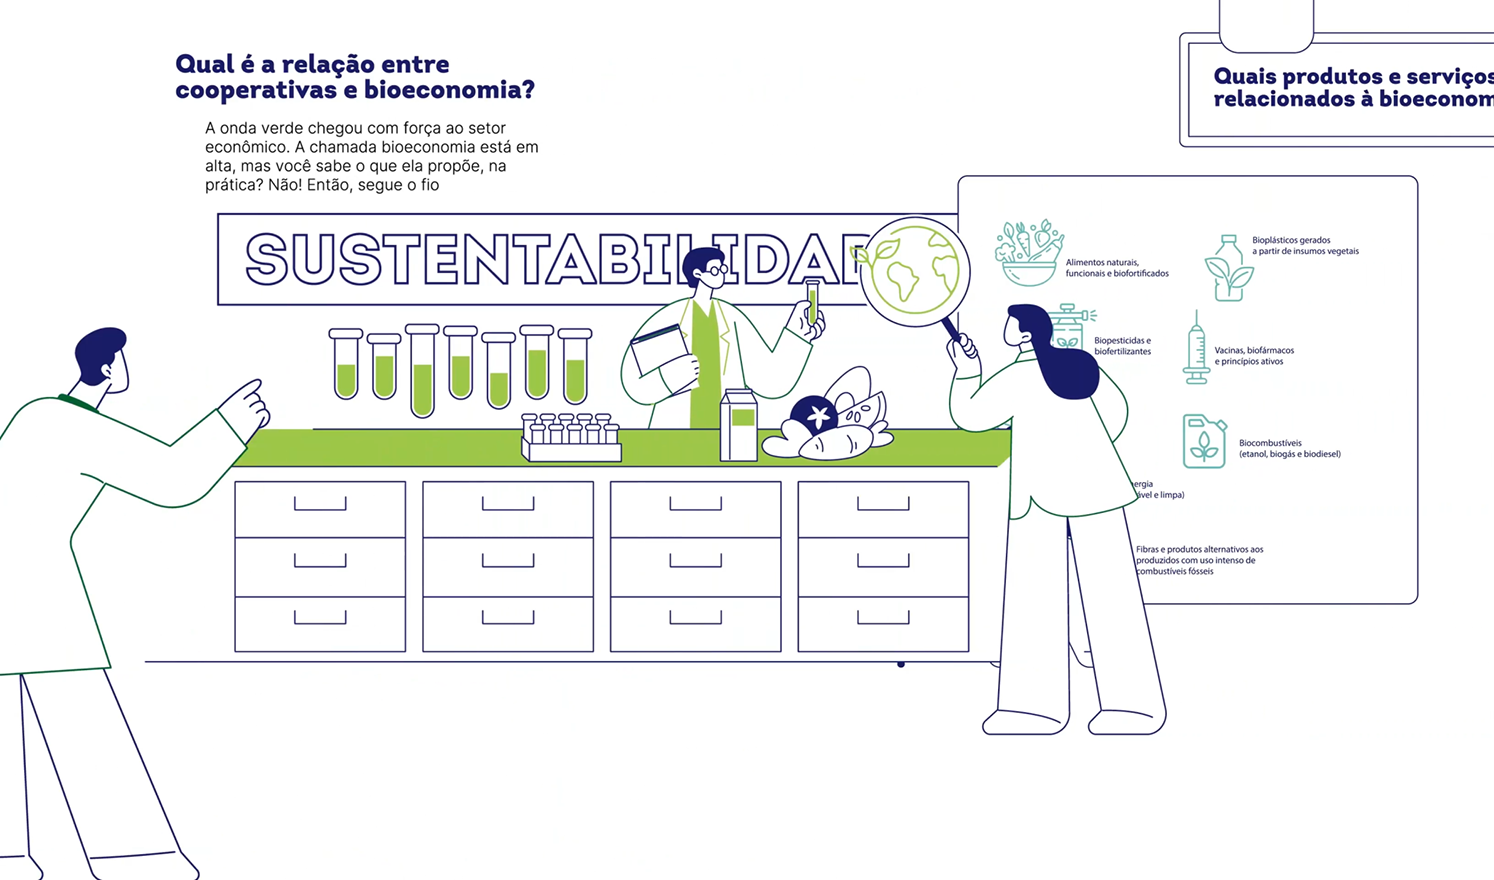 Qual é a relação entre
cooperativas e bioeconomia?
A onda verde chegou com força ao setor
econômico. A chamada bioeconomia está em
alta, mas você sabe o que ela propõe, na
prática? Não! Então, segue o fio
Quais produtos e serviços
relacionados à bioeconom
SUSTENTABILIDAD
Alimentos naturais,
funcionais e biofortificados
Bioplásticos gerados
a partir de insumos vegetais
Biopesticidas e
biofertilizantes
Vacinas, biofármacos
e princípios ativos
Biocombustíveis
(etanol, biogás e biodiesel)
ergia
ável e limpa)
Fibras e produtos alternativos aos
produzidos com uso intenso de
combustíveis fósseis